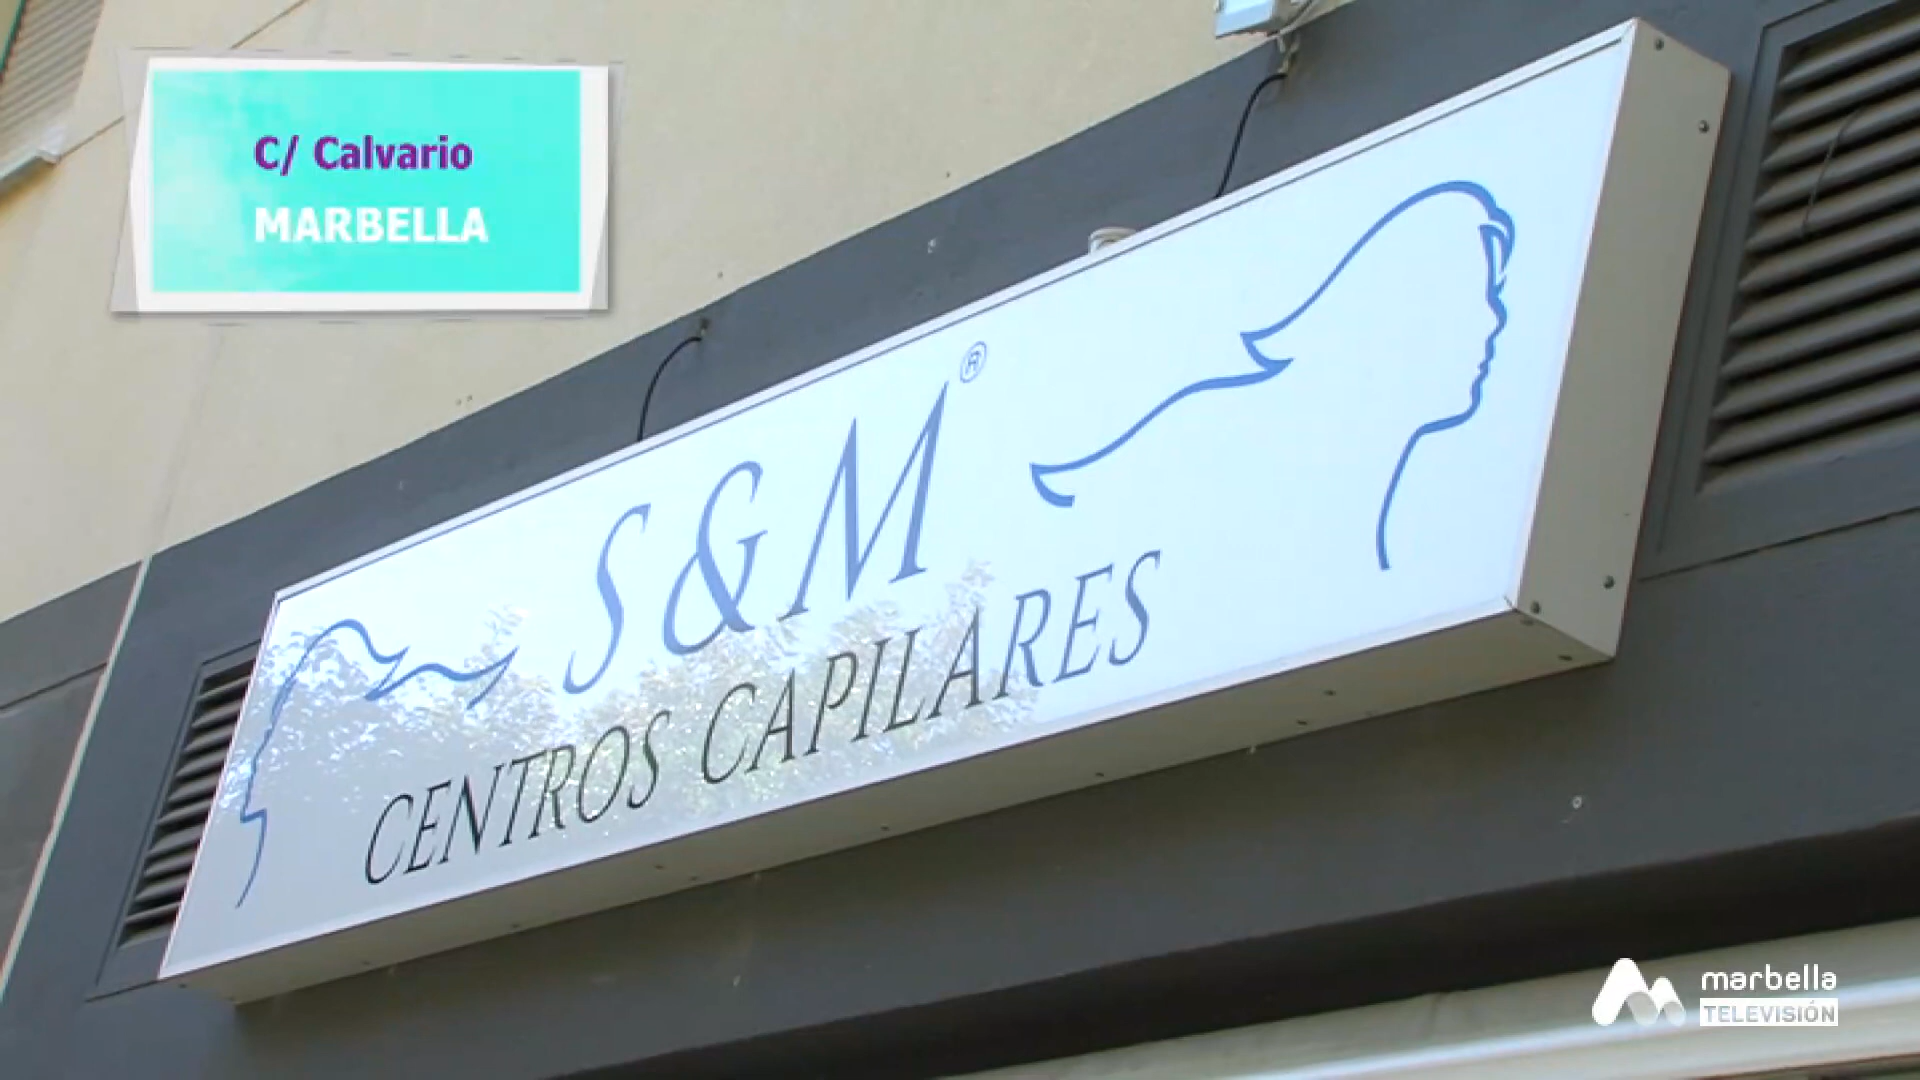 C/ Calvario
MARBELLA
S&M®
CENTROS CAPILARES
marbella
TELEVISIÓN